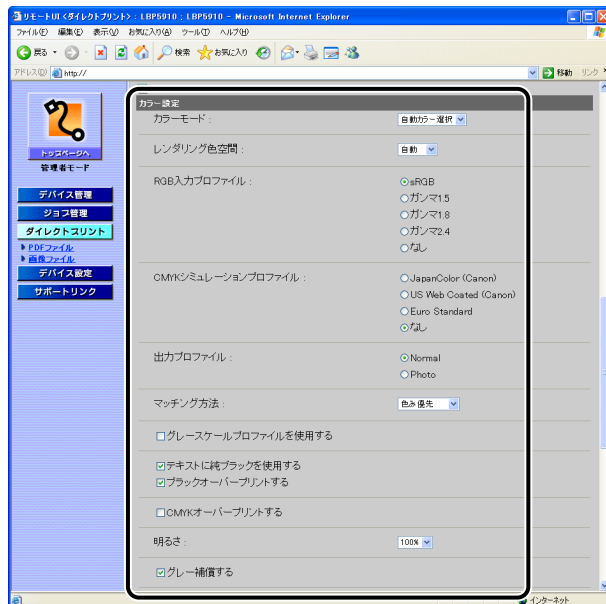 リモートUI <ダイレクトプリント> : LBP5910 ; LBP5910 - Microsoft Internet Explorer
ファイル(F) 編集(E) 表示(V) お気に入り(A) ツール(T) ヘルプ(H)
戻る 検索 お気に入り
アドレス(D) http:// 移動 リンク
トップページへ
管理者モード
デバイス管理
ジョブ管理
ダイレクトプリント
PDFファイル
画像ファイル
デバイス設定
サポートリンク
カラー設定
カラーモード : 自動カラー選択
レンダリング色空間 : 自動
RGB入力プロファイル : sRGB
ガンマ1.5
ガンマ1.8
ガンマ2.4
なし
CMYKシミュレーションプロファイル : JapanColor (Canon)
US Web Coated (Canon)
Euro Standard
なし
出力プロファイル : Normal
Photo
マッチング方法 : 色み優先
グレースケールプロファイルを使用する
テキストに純ブラックを使用する
ブラックオーバープリントする
CMYKオーバープリントする
明るさ : 100%
グレー補償する
インターネット